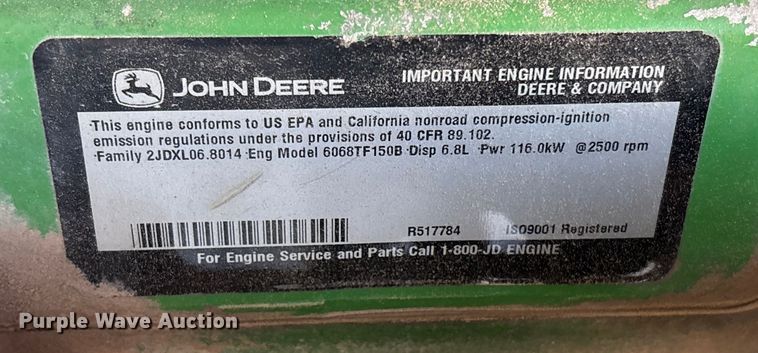 JOHN DEERE
IMPORTANT ENGINE INFORMATION
DEERE & COMPANY
This engine conforms to US EPA and California nonroad compression-ignition
emission regulations under the provisions of 40 CFR 89.102.
Family 2JDXL06.8014 Eng Model 6068TF150B Disp 6.8L Pwr 116.0kW @2500 rpm
R517784 ISO9001 Registered
For Engine Service and Parts Call 1-800-JD ENGINE
Purple Wave Auction